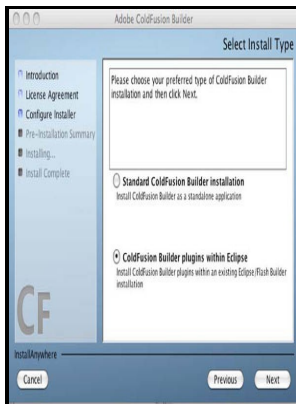 Adobe ColdFusion Builder
Select Install Type
Introduction
License Agreement
Configure Installer
Pre-Installation Summary
Installing...
Install Complete
Please choose your preferred type of ColdFusion Builder
installation and then click Next.
Standard ColdFusion Builder installation
Install ColdFusion Builder as a standalone application
ColdFusion Builder plugins within Eclipse
Install ColdFusion Builder plugins within an existing Eclipse/Flash Builder
installation
CF
InstallAnywhere
Cancel
Previous
Next